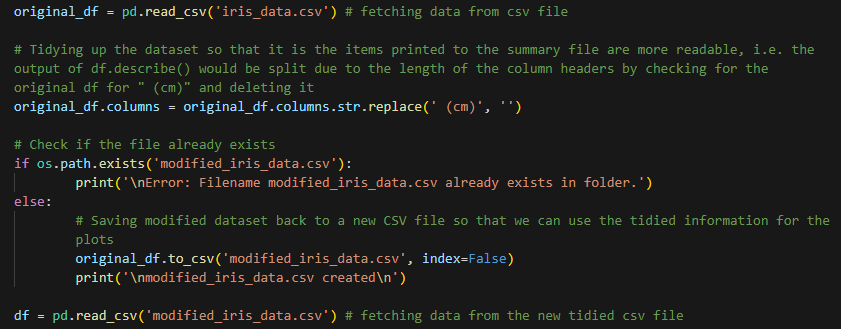 original_df = pd.read_csv('iris_data.csv') # fetching data from csv file
# Tidying up the dataset so that it is the items printed to the summary file are more readable, i.e. the
output of df.describe() would be split due to the length of the column headers by checking for the
original df for " (cm)" and deleting it
original_df.columns = original_df.columns.str.replace(' (cm)', '')
# Check if the file already exists
if os.path.exists('modified_iris_data.csv'):
print('\nError: Filename modified_iris_data.csv already exists in folder.')
else:
# Saving modified dataset back to a new CSV file so that we can use the tidied information for the
plots
original_df.to_csv('modified_iris_data.csv', index=False)
print('\nmodified_iris_data.csv created\n')
df = pd.read_csv('modified_iris_data.csv') # fetching data from the new tidied csv file